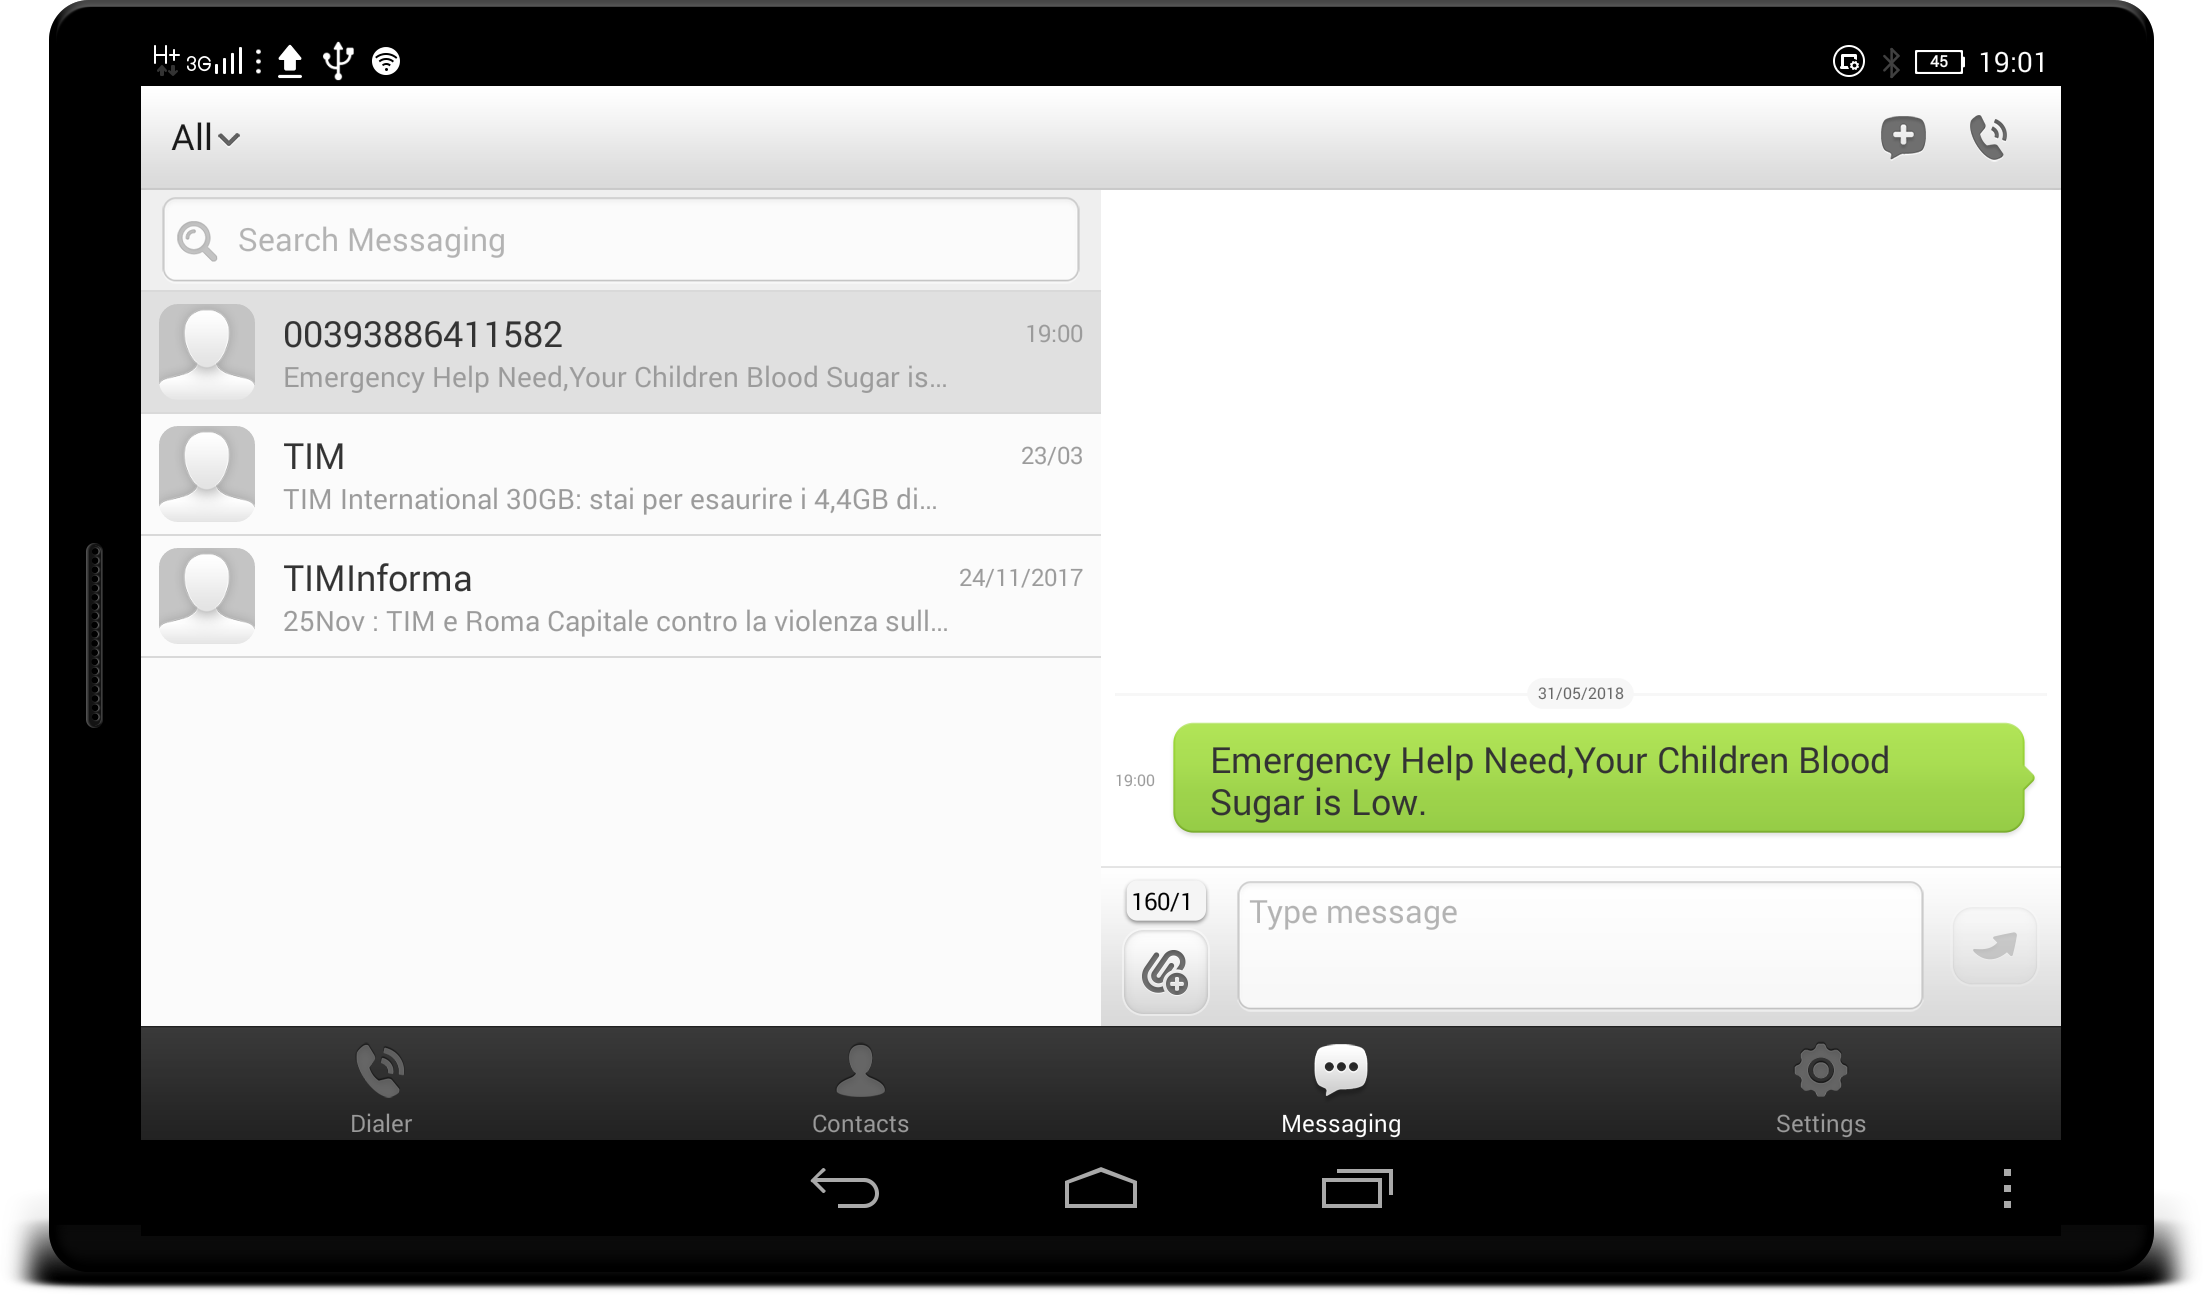 H+ 3G 45 19:01
All
Search Messaging
00393886411582 19:00
Emergency Help Need,Your Children Blood Sugar is...
TIM 23/03
TIM International 30GB: stai per esaurire i 4,4GB di...
TIMInforma 24/11/2017
25Nov : TIM e Roma Capitale contro la violenza sull...
31/05/2018
Emergency Help Need,Your Children Blood
19:00
Sugar is Low.
160/1
Type message
Dialer Contacts Messaging Settings